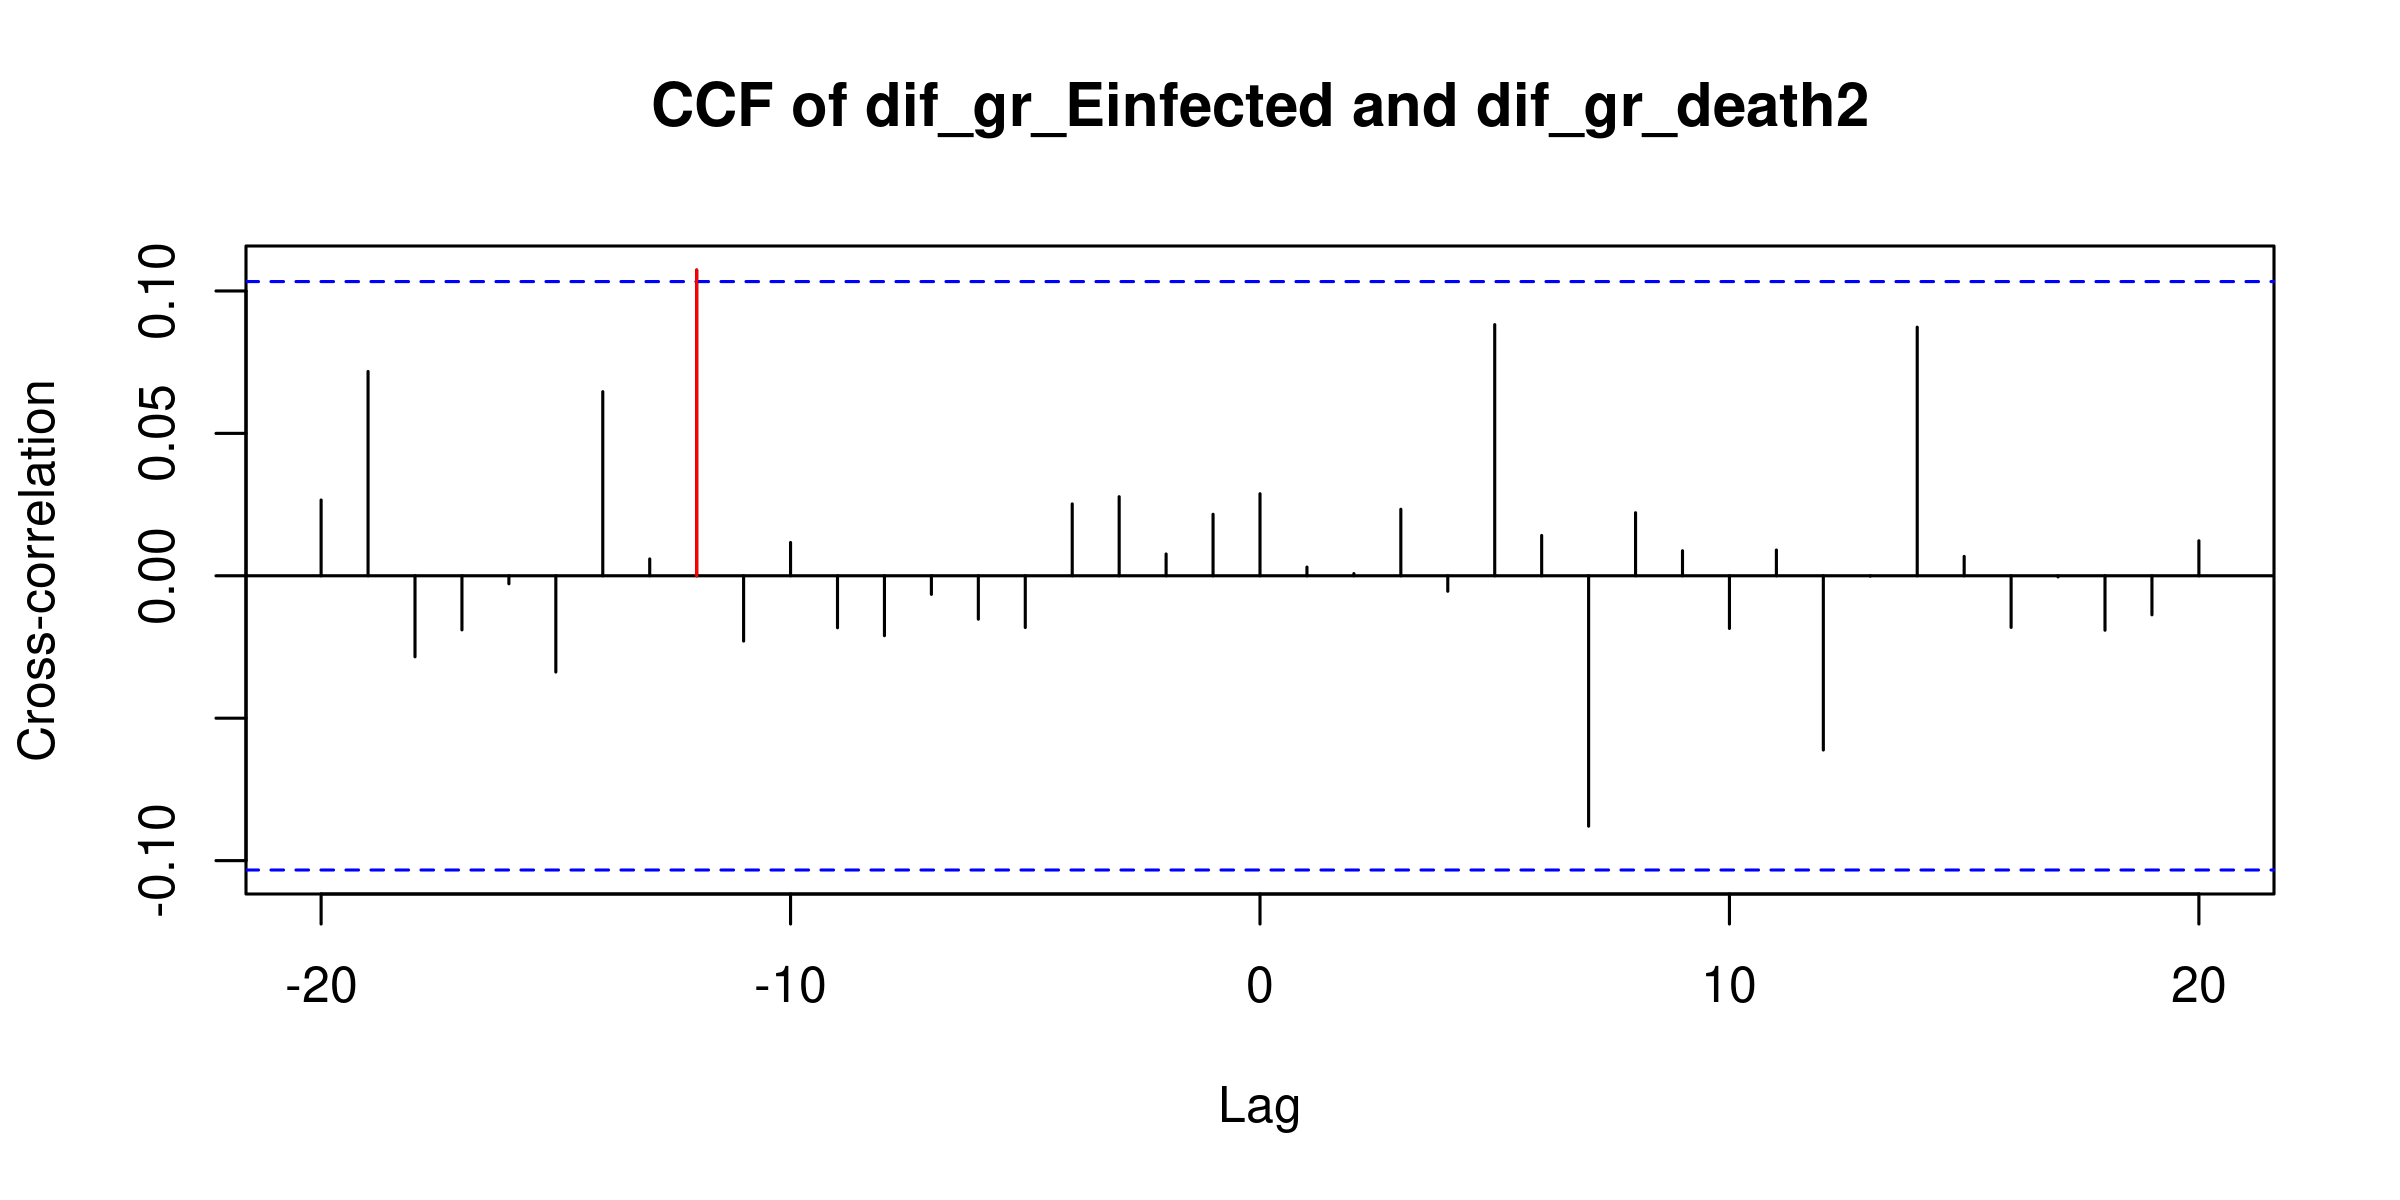 CCF of dif_gr_Einfected and dif_gr_death2
Cross-correlation
0.10
0.05
0.00
-0.10
-20 -10 0 10 20
Lag